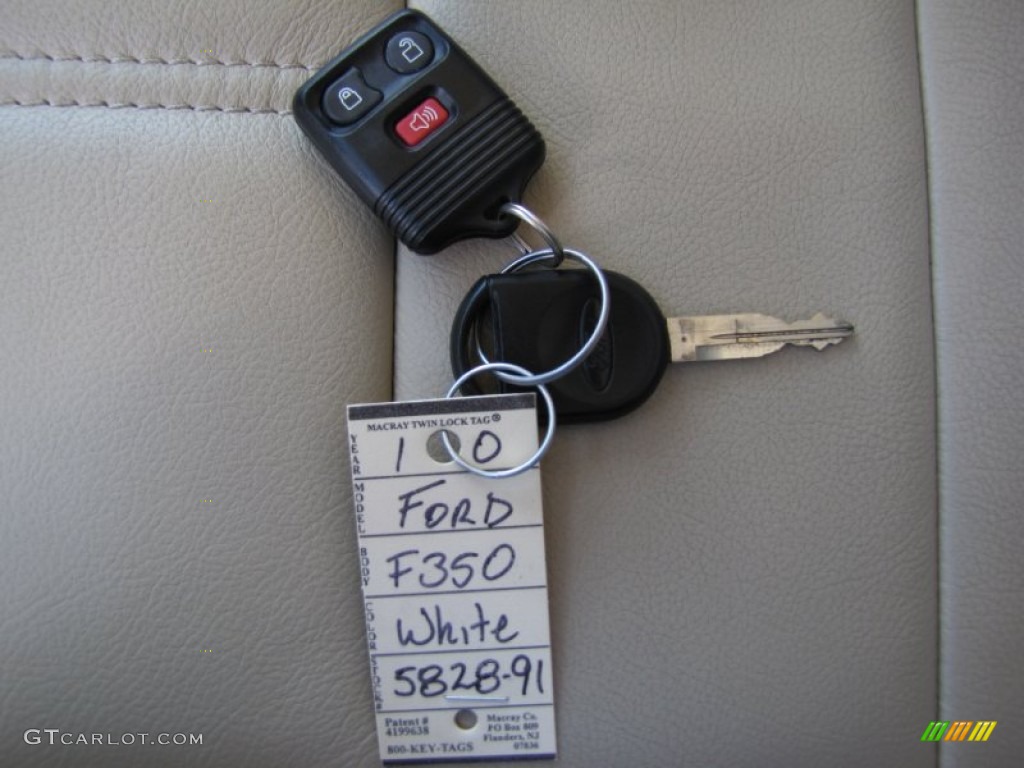 MACRAY TWIN LOCK TAG®
YEAR 10
MODEL FORD
BODY F350
COLOR White
STOCK# 5828-91
Patent #
4199638
800-KEY-TAGS
Macray Co.
PO Box 809
Flanders, NJ
07836
GTCARLOT.COM